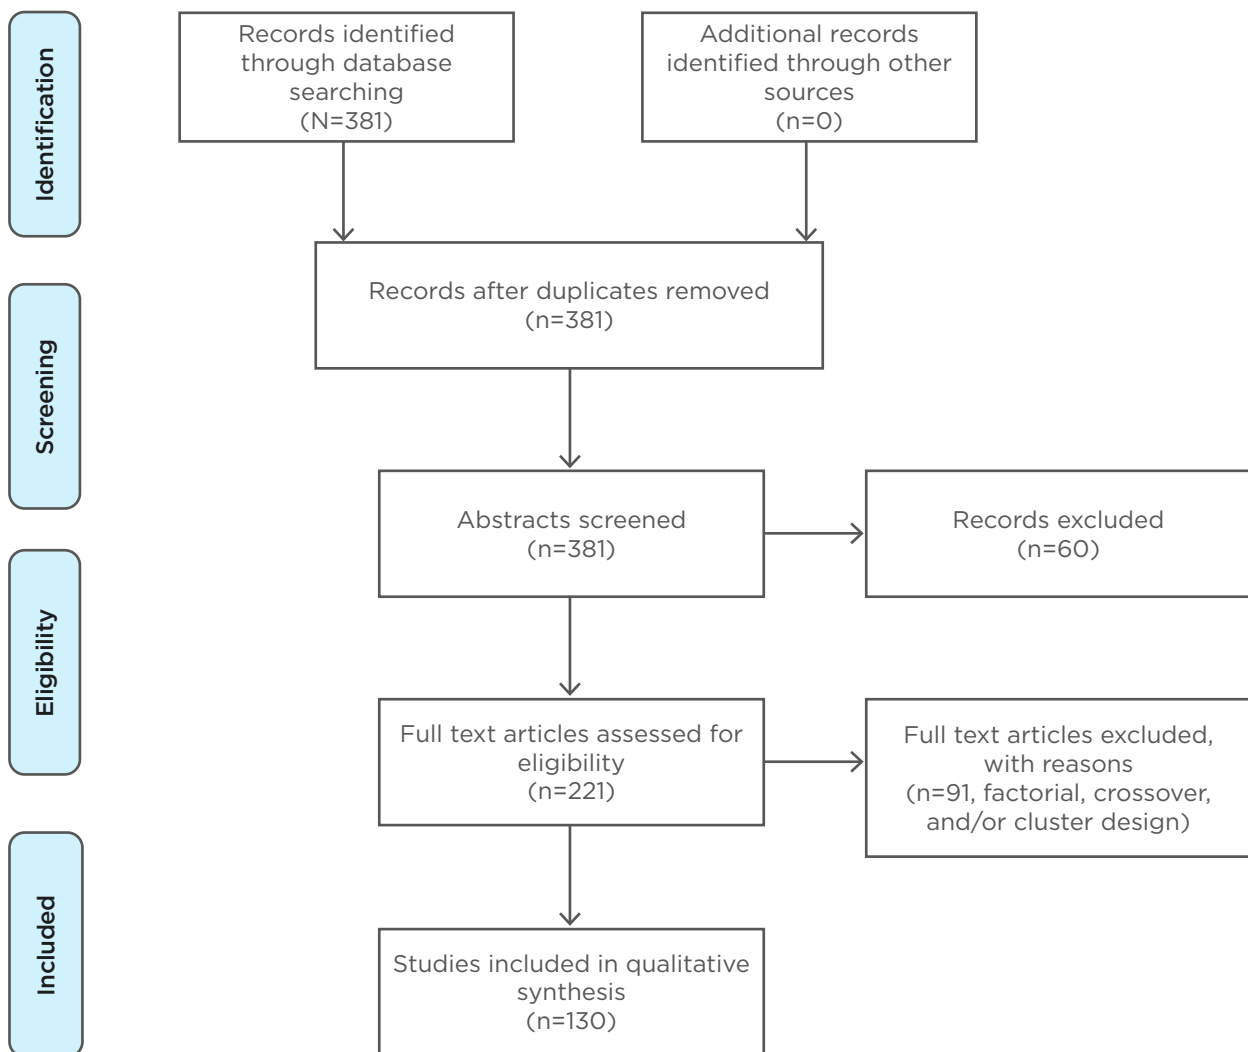 Identification
Records identified
through database
searching
(N=381)
Additional records
identified through other
sources
(n=0)
Records after duplicates removed
(n=381)
Screening
Abstracts screened
(n=381)
Records excluded
(n=60)
Eligibility
Full text articles assessed for
eligibility
(n=221)
Full text articles excluded,
with reasons
(n=91, factorial, crossover,
and/or cluster design)
Included
Studies included in qualitative
synthesis
(n=130)